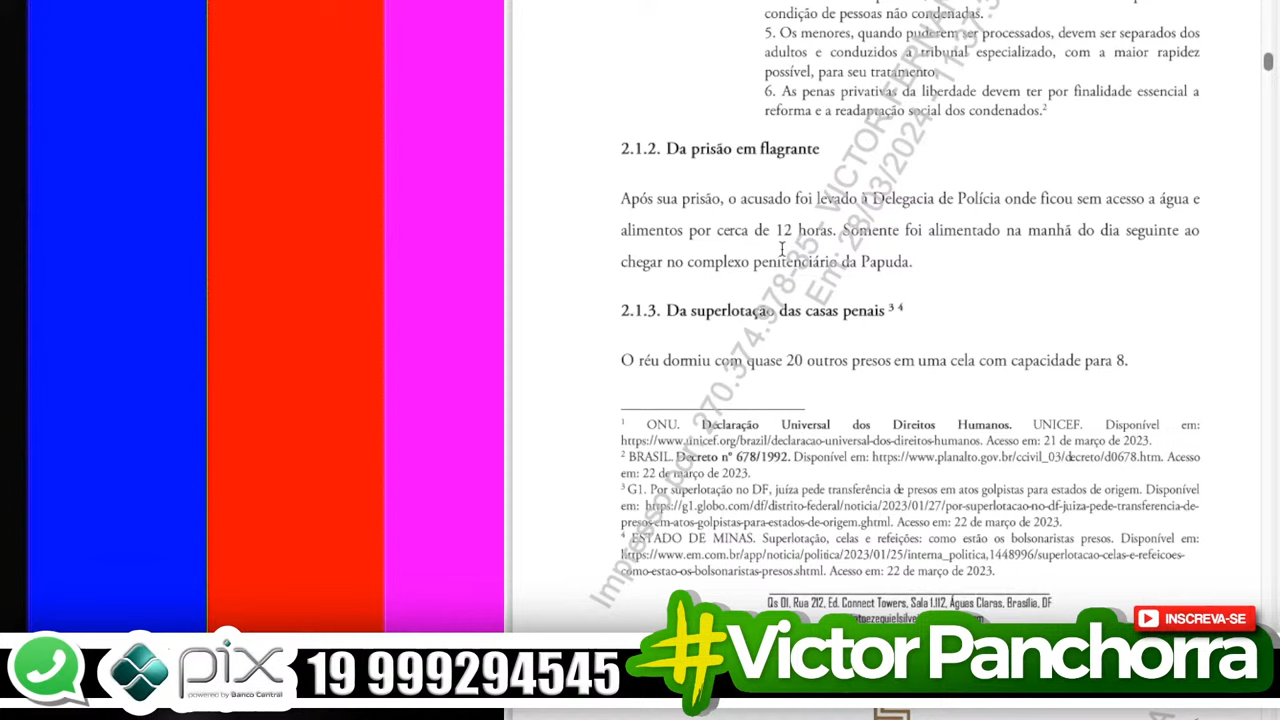 condição de pessoas não condenadas.
5. Os menores, quando puderem ser processados, devem ser separados dos
adultos e conduzidos a tribunal especializado, com a maior rapidez
possível, para seu tratamento.
6. As penas privativas da liberdade devem ter por finalidade essencial a
reforma e a readaptação social dos condenados.²
2.1.2. Da prisão em flagrante
Após sua prisão, o acusado foi levado à Delegacia de Polícia onde ficou sem acesso a água e
alimentos por cerca de 12 horas. Somente foi alimentado na manhã do dia seguinte ao
chegar no complexo penitenciário da Papuda.
2.1.3. Da superlotação das casas penais ³ ⁴
O réu dormiu com quase 20 outros presos em uma cela com capacidade para 8.
¹ ONU. Declaração Universal dos Direitos Humanos. UNICEF. Disponível em:
https://www.unicef.org/brazil/declaracao-universal-dos-direitos-humanos. Acesso em: 21 de março de 2023.
² BRASIL. Decreto nº 678/1992. Disponível em: https://www.planalto.gov.br/ccivil_03/decreto/d0678.htm. Acesso
em: 22 de março de 2023.
³ G1. Por superlotação no DF, juíza pede transferência de presos em atos golpistas para estados de origem. Disponível
em: https://g1.globo.com/df/distrito-federal/noticia/2023/01/27/por-superlotacao-no-df-juiza-pede-transferencia-de-
presos-em-atos-golpistas-para-estados-de-origem.ghtml. Acesso em: 22 de março de 2023.
⁴ ESTADO DE MINAS. Superlotação, celas e refeições: como estão os bolsonaristas presos. Disponível em:
https://www.em.com.br/app/noticia/politica/2023/01/25/interna_politica,1448996/superlotacao-celas-e-refeicoes-
como-estao-os-bolsonaristas-presos.shtml. Acesso em: 22 de março de 2023.
Impresso por: 270.374.978-85 - VICTOR
Em: 28/03/2024 -
Qs 01, Rua 212, Ed. Connect Towers, Sala 1.112, Águas Claras, Brasília, DF
INSCREVA-SE
#Victor Panchorra
pix
powered by Banco Central
19 999294545